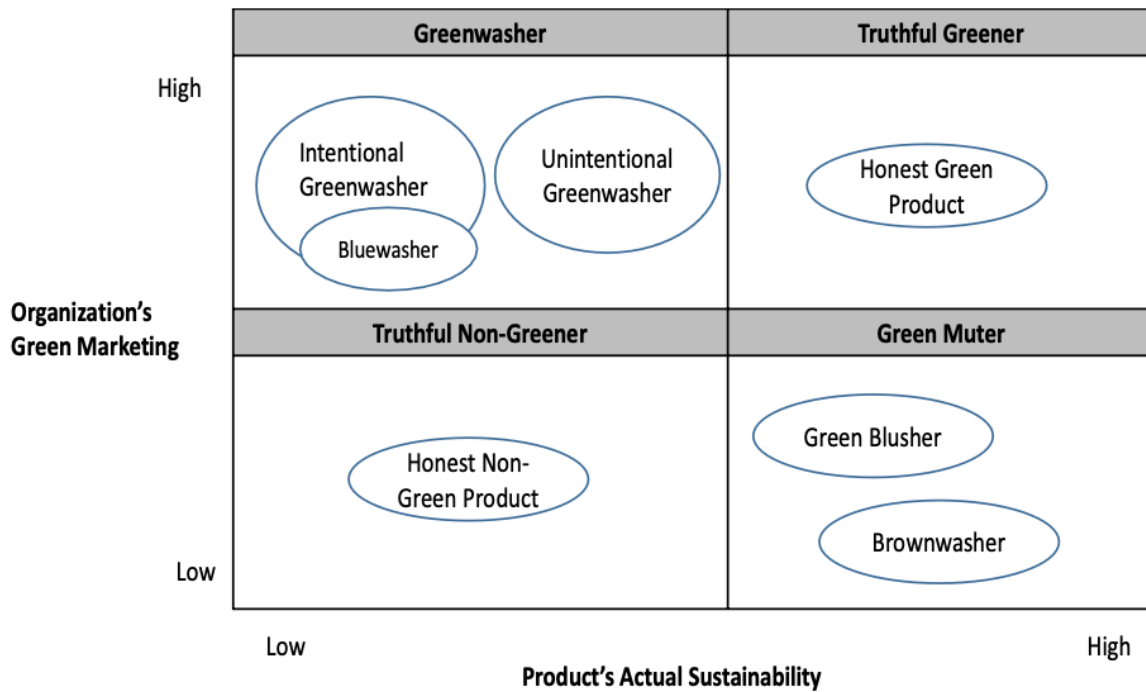 Greenwasher
Truthful Greener
High
Intentional
Greenwasher
Bluewasher
Unintentional
Greenwasher
Honest Green
Product
Organization’s
Green Marketing
Truthful Non-Greener
Green Muter
Honest Non-
Green Product
Green Blusher
Brownwasher
Low
Low
High
Product’s Actual Sustainability